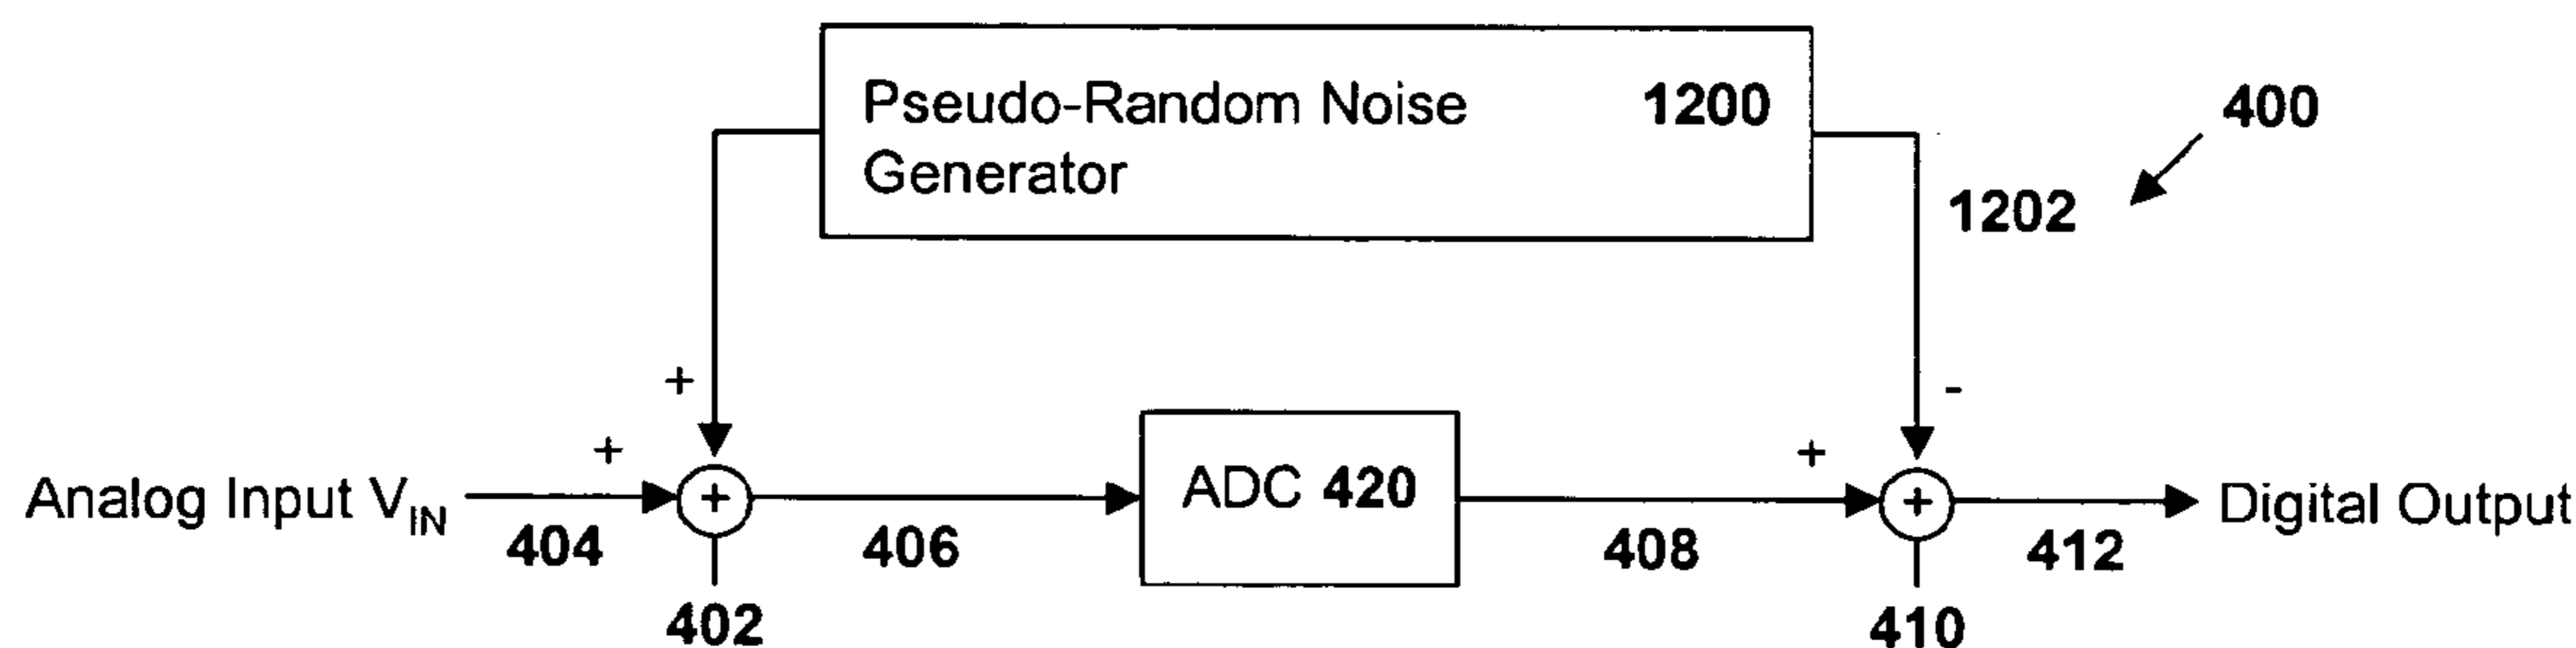 Pseudo-Random Noise 1200
Generator
400
1202
+
-
+
+
Analog Input VIN
+
ADC 420
+
Digital Output
404
406
408
412
402
410